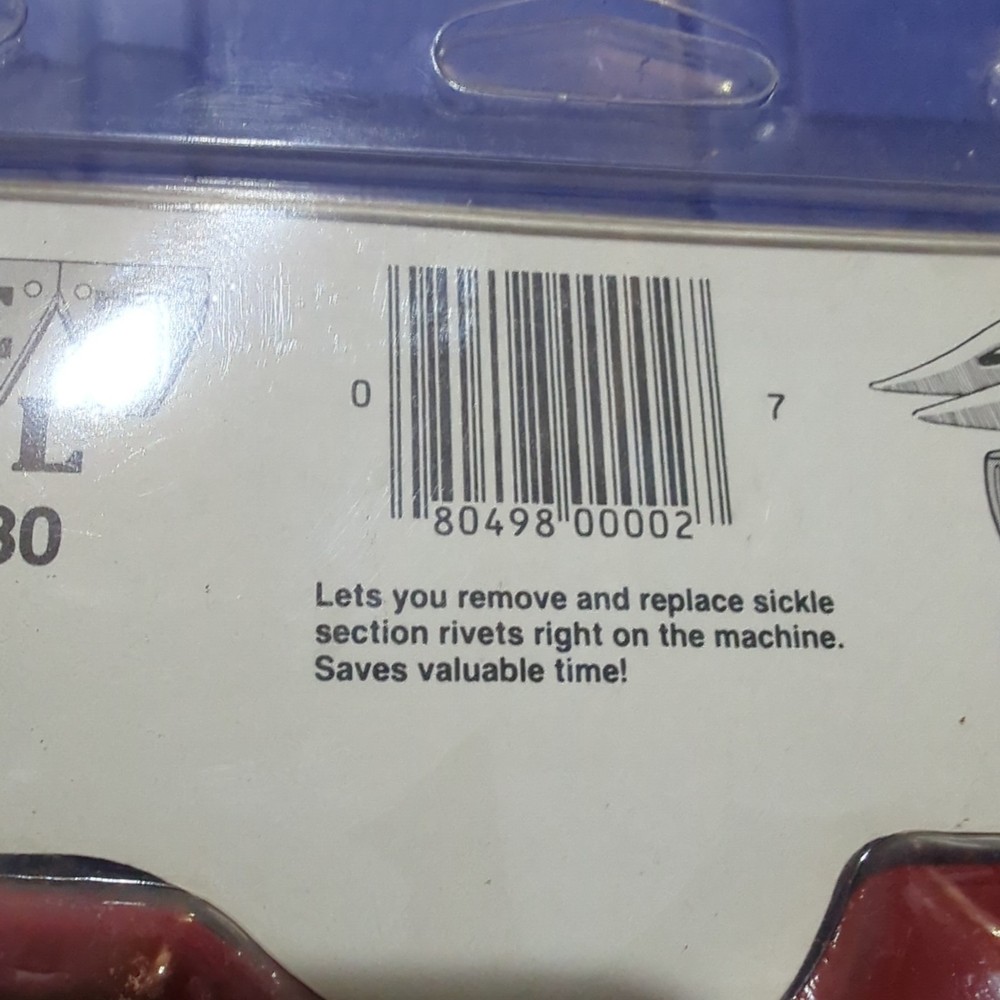 L
30
0 80498 00002 7
Lets you remove and replace sickle
section rivets right on the machine.
Saves valuable time!